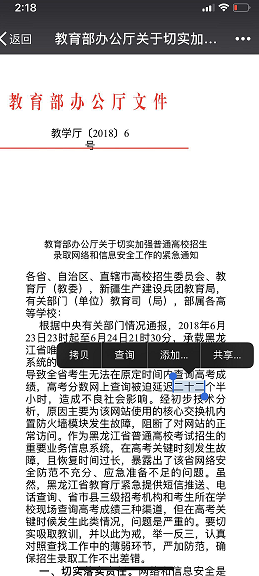 2:18
返回
教育部办公厅关于切实加...
教育部办公厅文件
教学厅〔2018〕6
号
教育部办公厅关于切实加强普通高校招生
录取网络和信息安全工作的紧急通知
各省、自治区、直辖市高校招生委员会、教
育厅（教委），新疆生产建设兵团教育局，
有关部门（单位）教育司（局），部属各高
等学校：
根据中央有关部门情况通报，2018年6月
23日23时起至6月24日21时30分，承载黑龙
江省唯
系统的
拷贝
查询
添加...
共享...
导致全省考生无法在原定时间内查询高考成
绩，高考分数网上查询被迫延迟二十二个半
小时，造成不良社会影响。经初步技术分
析，原因主要为该网站使用的核心交换机内
置防火墙模块发生故障，阻断了对网站的正
常访问。作为黑龙江省普通高校考试招生的
重要业务信息系统，在高考关键时刻发生故
障，且恢复时间过长，暴露出了该省网络安
全防范不充分、应急准备不足的问题。虽
然，黑龙江省教育厅紧急提供短信推送、电
话查询、省市县三级招考机构和考生所在学
校现场查询高考成绩三种渠道，但在高考关
键时候发生此类情况，问题是严重的。要切
实吸取教训，并以此为戒，举一反三，认真
对照查找工作中的薄弱环节，严加防范，确
保招生录取工作不出差错。
一、切实落实责任。网络和信息安全是